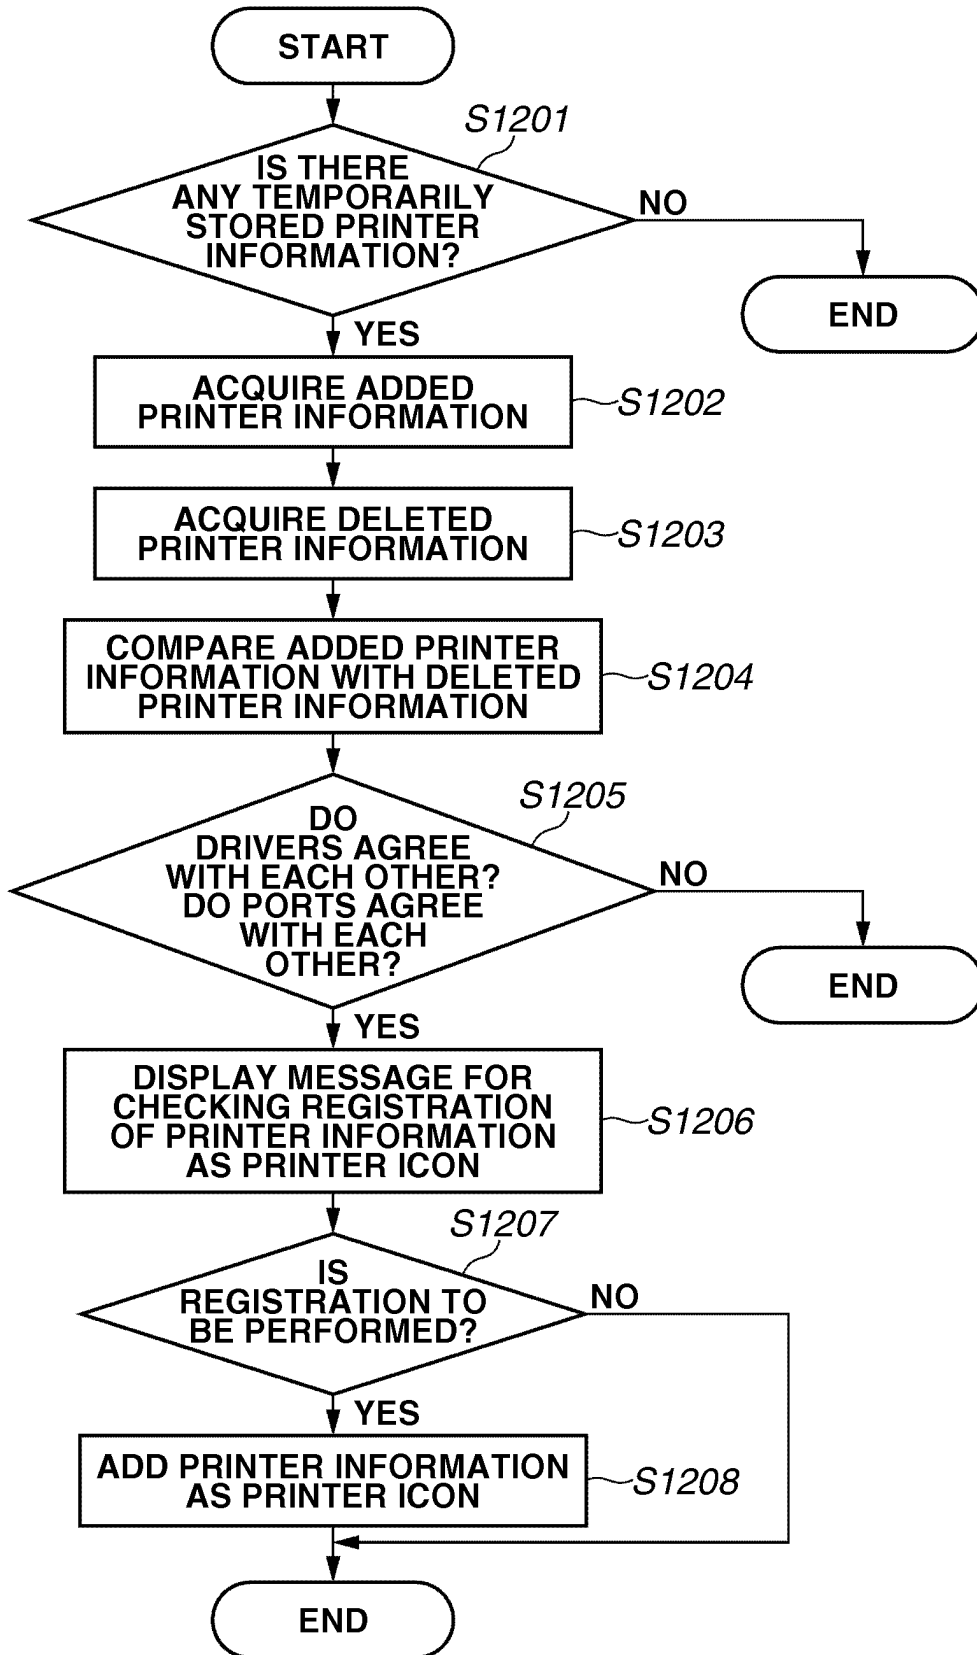 START
S1201
IS THERE
ANY TEMPORARILY
STORED PRINTER
INFORMATION?
NO
END
YES
ACQUIRE ADDED
PRINTER INFORMATION
S1202
ACQUIRE DELETED
PRINTER INFORMATION
S1203
COMPARE ADDED PRINTER
INFORMATION WITH DELETED
PRINTER INFORMATION
S1204
S1205
DO
DRIVERS AGREE
WITH EACH OTHER?
DO PORTS AGREE
WITH EACH
OTHER?
NO
END
YES
DISPLAY MESSAGE FOR
CHECKING REGISTRATION
OF PRINTER INFORMATION
AS PRINTER ICON
S1206
S1207
IS
REGISTRATION TO
BE PERFORMED?
NO
YES
ADD PRINTER INFORMATION
AS PRINTER ICON
S1208
END